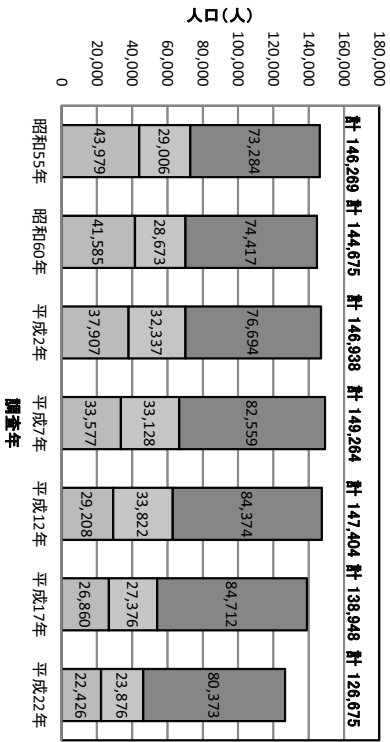 人口(人)
180,000
160,000
140,000
120,000
100,000
80,000
60,000
40,000
20,000
0
計 146,269 計 144,675 計 146,938 計 149,264 計 147,404 計 138,948 計 126,675
73,284 74,417 76,694 82,559 84,374 84,712 80,373
29,006 28,673 32,337 33,128 33,822 27,376 23,876
43,979 41,585 37,907 33,577 29,208 26,860 22,426
昭和55年 昭和60年 平成2年 平成7年 平成12年 平成17年 平成22年
調査年